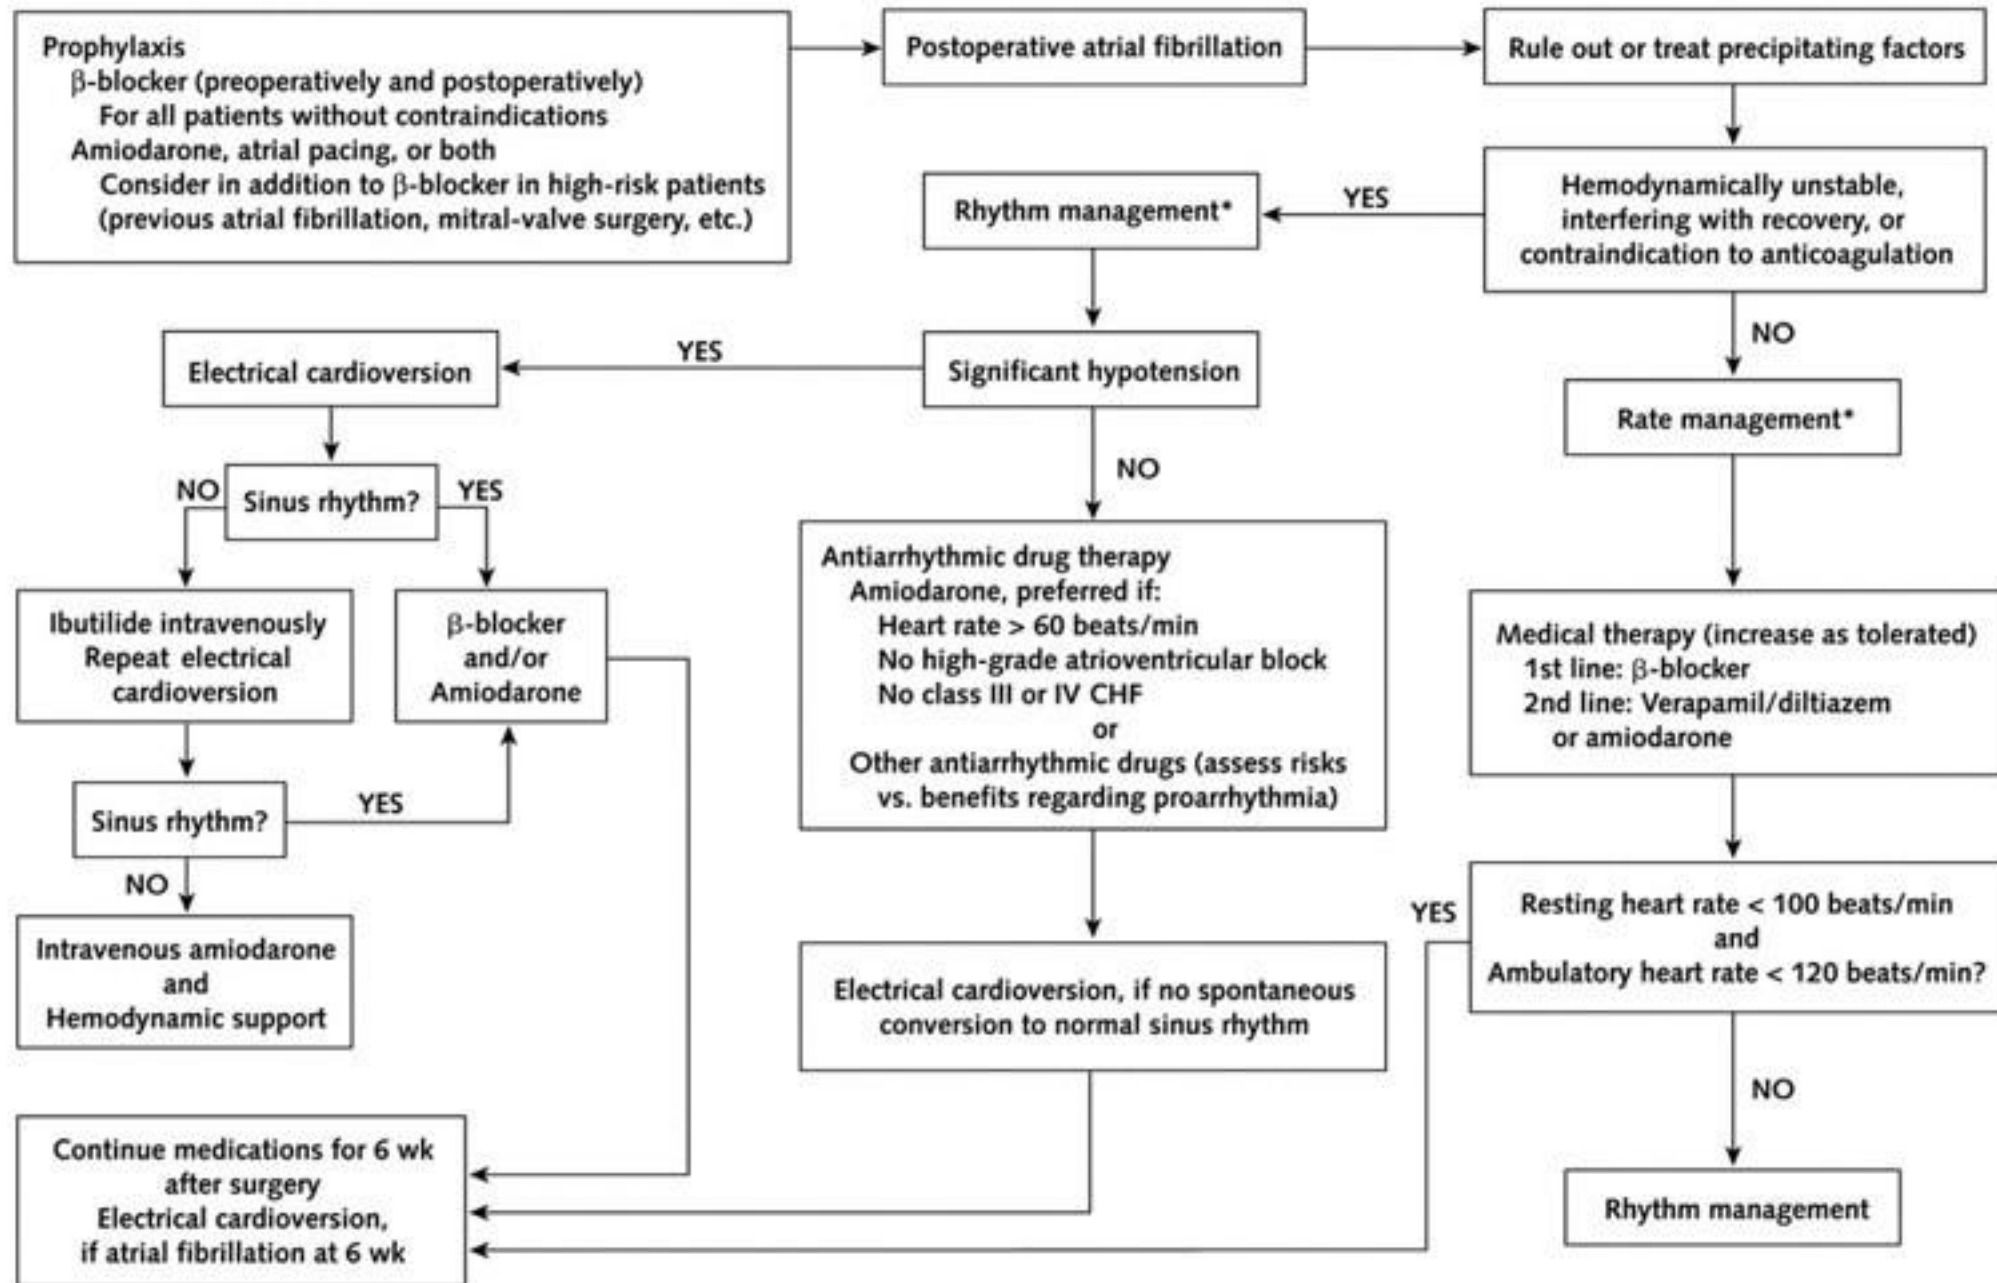 Prophylaxis
β-blocker (preoperatively and postoperatively)
For all patients without contraindications
Amiodarone, atrial pacing, or both
Consider in addition to β-blocker in high-risk patients
(previous atrial fibrillation, mitral-valve surgery, etc.)
Postoperative atrial fibrillation
Rule out or treat precipitating factors
Hemodynamically unstable,
interfering with recovery, or
contraindication to anticoagulation
YES
Rhythm management*
NO
Significant hypotension
YES
Electrical cardioversion
Rate management*
NO
Sinus rhythm?
NO
YES
Ibutilide intravenously
Repeat electrical
cardioversion
β-blocker
and/or
Amiodarone
Antiarrhythmic drug therapy
Amiodarone, preferred if:
Heart rate > 60 beats/min
No high-grade atrioventricular block
No class III or IV CHF
or
Other antiarrhythmic drugs (assess risks
vs. benefits regarding proarrhythmia)
Medical therapy (increase as tolerated)
1st line: β-blocker
2nd line: Verapamil/diltiazem
or amiodarone
Sinus rhythm?
YES
NO
Intravenous amiodarone
and
Hemodynamic support
Electrical cardioversion, if no spontaneous
conversion to normal sinus rhythm
YES
Resting heart rate < 100 beats/min
and
Ambulatory heart rate < 120 beats/min?
NO
Continue medications for 6 wk
after surgery
Electrical cardioversion,
if atrial fibrillation at 6 wk
Rhythm management